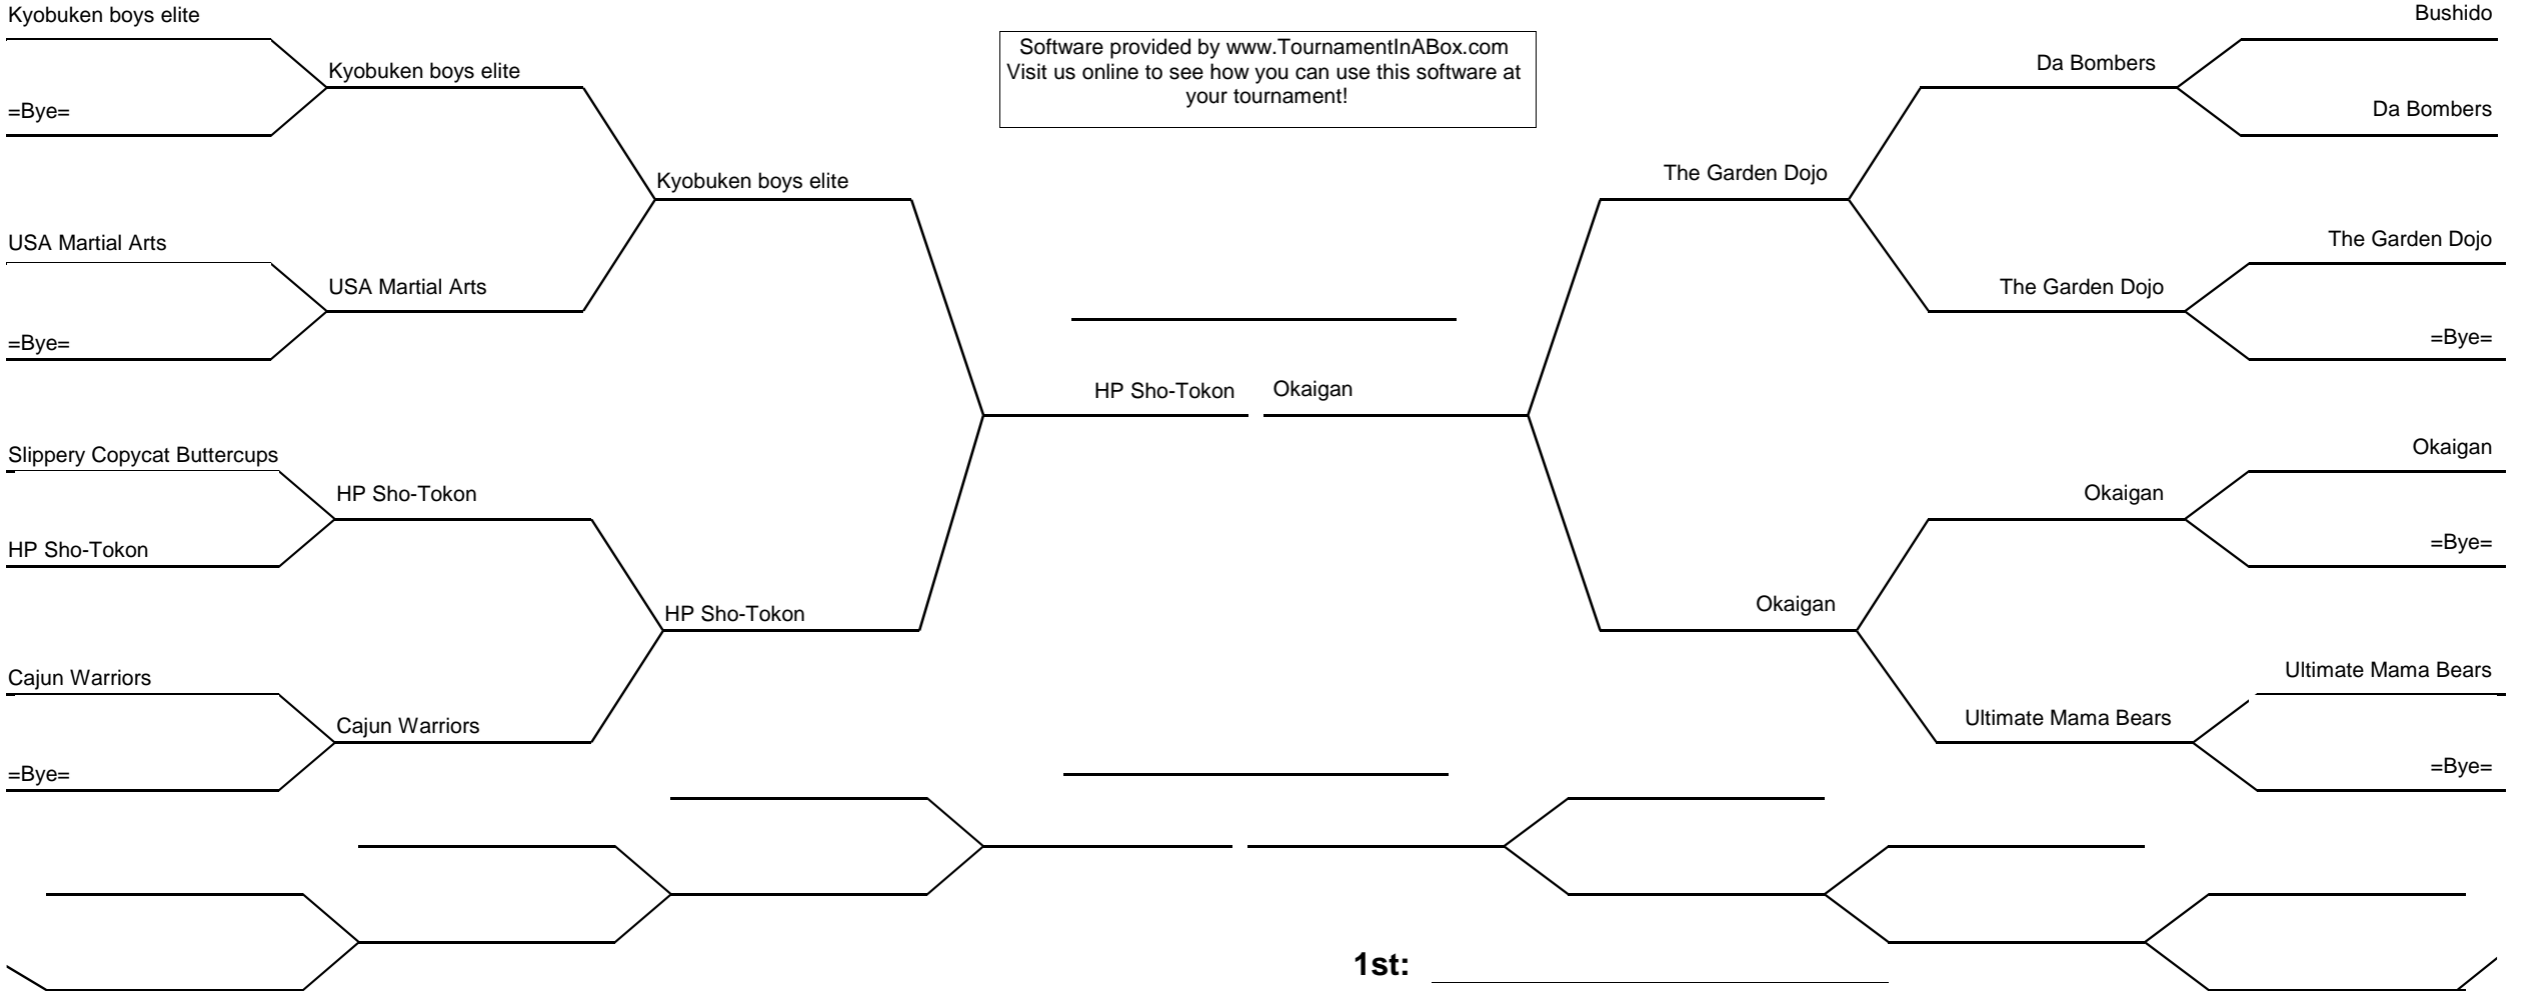 Kyobuken boys elite
Bushido
Software provided by www.TournamentInABox.com
Visit us online to see how you can use this software at
your tournament!
Kyobuken boys elite
Da Bombers
=Bye=
Da Bombers
Kyobuken boys elite
The Garden Dojo
USA Martial Arts
The Garden Dojo
USA Martial Arts
The Garden Dojo
=Bye=
=Bye=
HP Sho-Tokon
Okaigan
Slippery Copycat Buttercups
Okaigan
HP Sho-Tokon
Okaigan
HP Sho-Tokon
=Bye=
HP Sho-Tokon
Okaigan
Cajun Warriors
Ultimate Mama Bears
Cajun Warriors
Ultimate Mama Bears
=Bye=
=Bye=
1st: